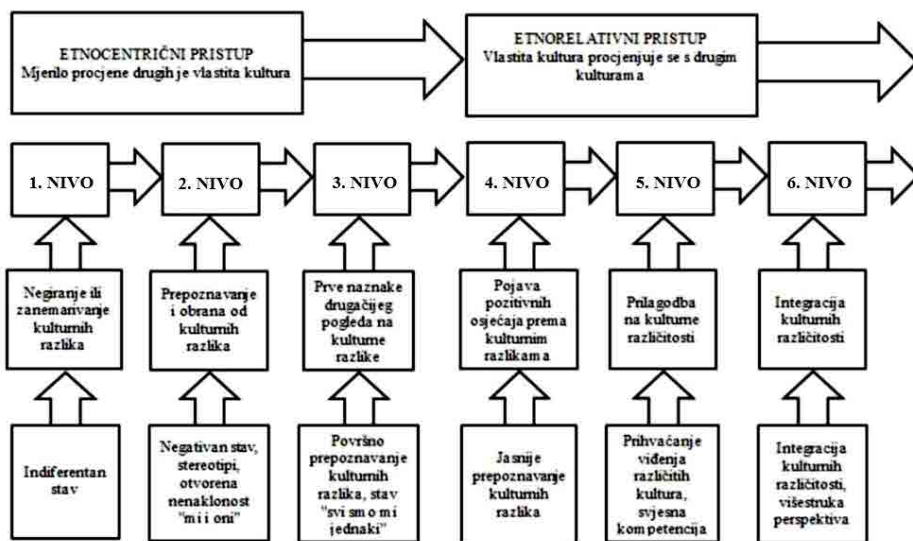 ETNOCENTRIČNI PRISTUP
Mjerilo procjene drugih je vlastita kultura
ETNORELATIVNI PRISTUP
Vlastita kultura procjenjuje se s drugim
kulturama
1. NIVO
2. NIVO
3. NIVO
4. NIVO
5. NIVO
6. NIVO
Negiranje ili
zanemarivanje
kulturnih
razlika
Prepoznavanje
i obrana od
kulturnih
razlika
Prve naznake
drugačijeg
pogleda na
kulturne
razlike
Pojava
pozitivnih
osjećaja prema
kulturnim
razlikama
Prilagodba
na kulturne
različitosti
Integracija
kulturnih
različitosti
Indiferentan
stav
Negativan stav,
stereotipi,
otvorena
nenaklonost
"mi i oni"
Površno
prepoznavanje
kulturnih
razlika, stav
"svi smo mi
jednaki"
Jasnije
prepoznavanje
kulturnih
razlika
Prihvaćanje
viđenja
različitih
kultura,
svjesna
kompetencija
Integracija
kulturnih
različitosti,
višestruka
perspektiva